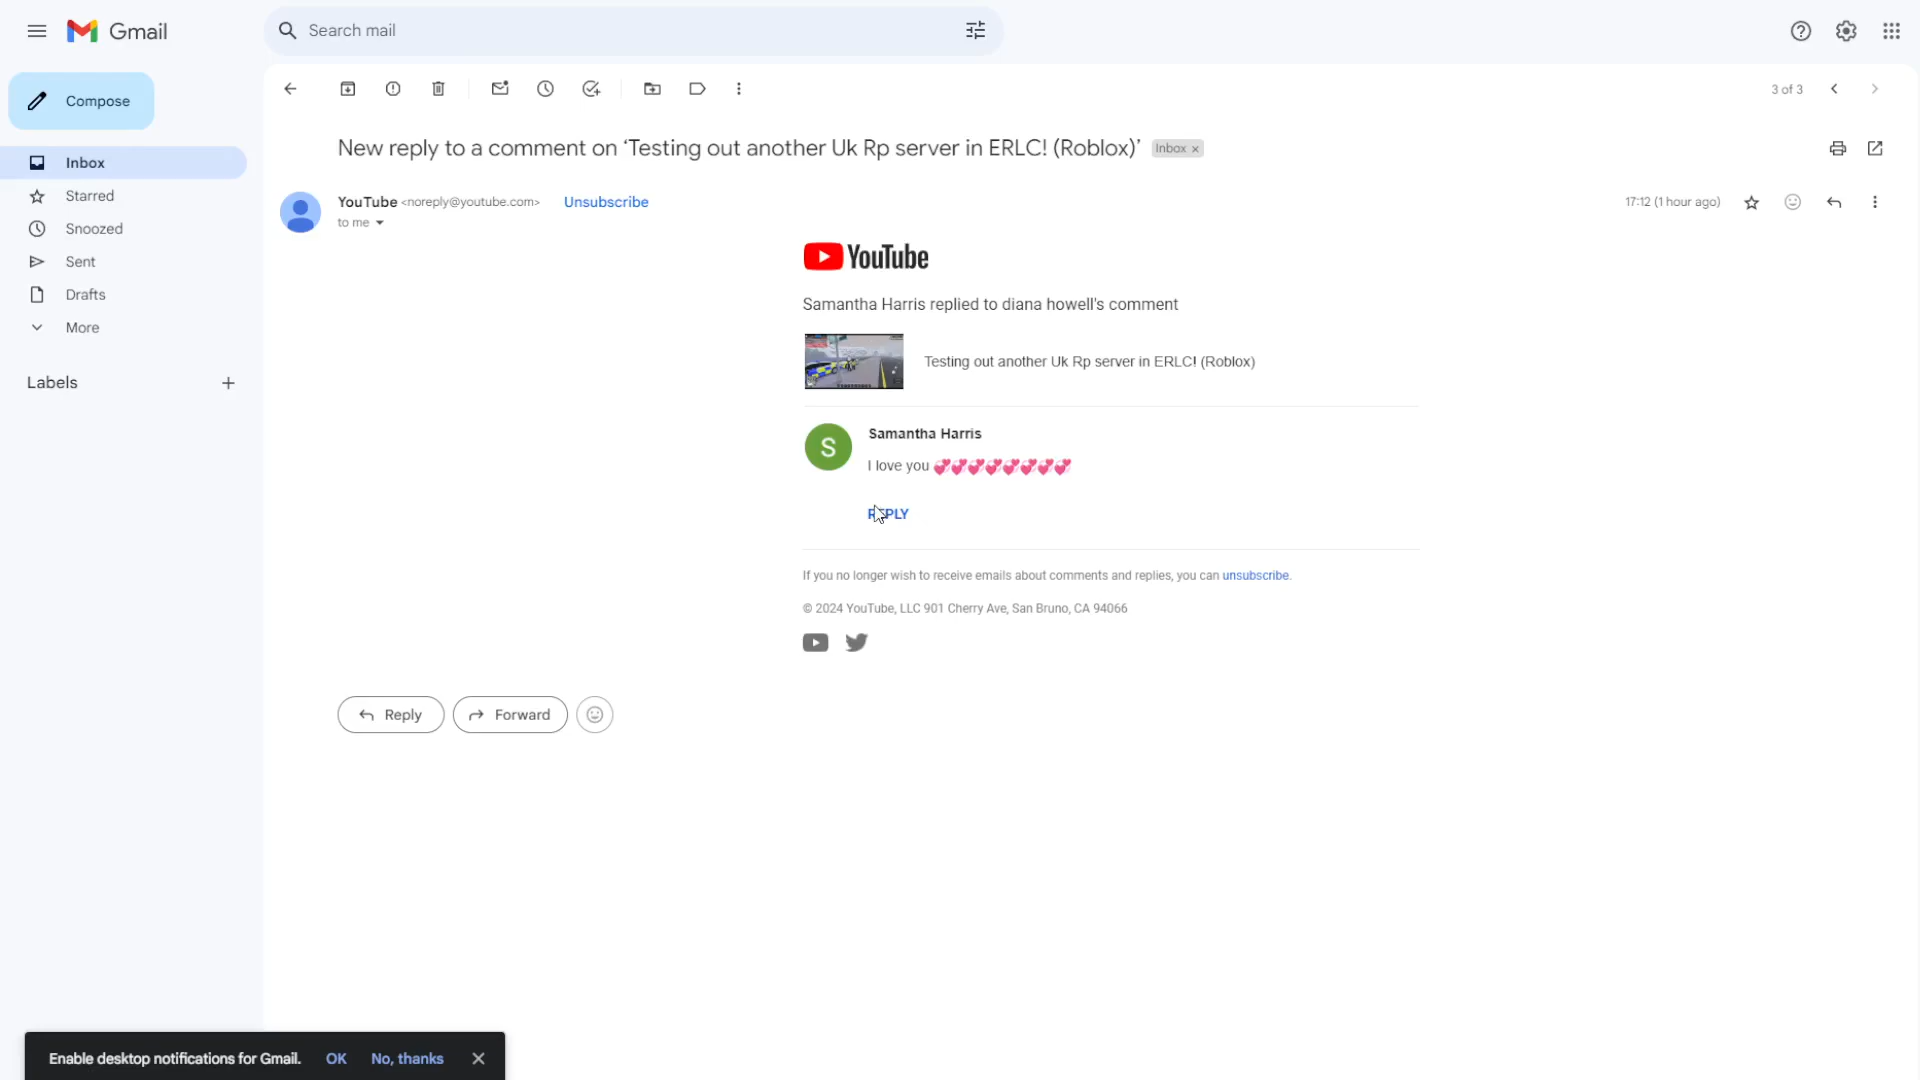 Gmail
Search mail
Compose
3 of 3
Inbox
Starred
Snoozed
Sent
Drafts
More
Labels
New reply to a comment on ‘Testing out another Uk Rp server in ERLC! (Roblox)’ Inbox ×
YouTube <noreply@youtube.com> Unsubscribe 17:12 (1 hour ago)
to me
YouTube
Samantha Harris replied to diana howell's comment
Testing out another Uk Rp server in ERLC! (Roblox)
S
Samantha Harris
I love you 💞💞💞💞💞💞💞💞
REPLY
If you no longer wish to receive emails about comments and replies, you can unsubscribe.
© 2024 YouTube, LLC 901 Cherry Ave, San Bruno, CA 94066
Reply Forward
Enable desktop notifications for Gmail. OK No, thanks